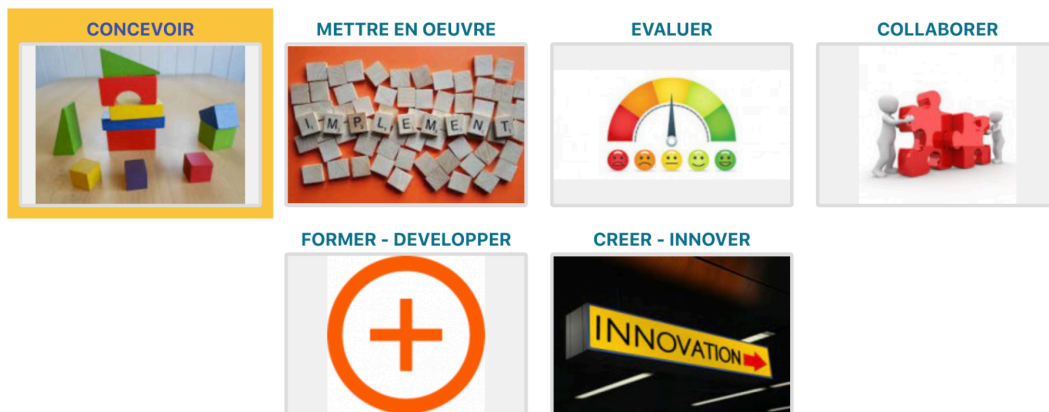 CONCEVOIR
METTRE EN OEUVRE
EVALUER
COLLABORER
IMPLEMENT
FORMER - DEVELOPPER
CREER - INNOVER
INNOVATION